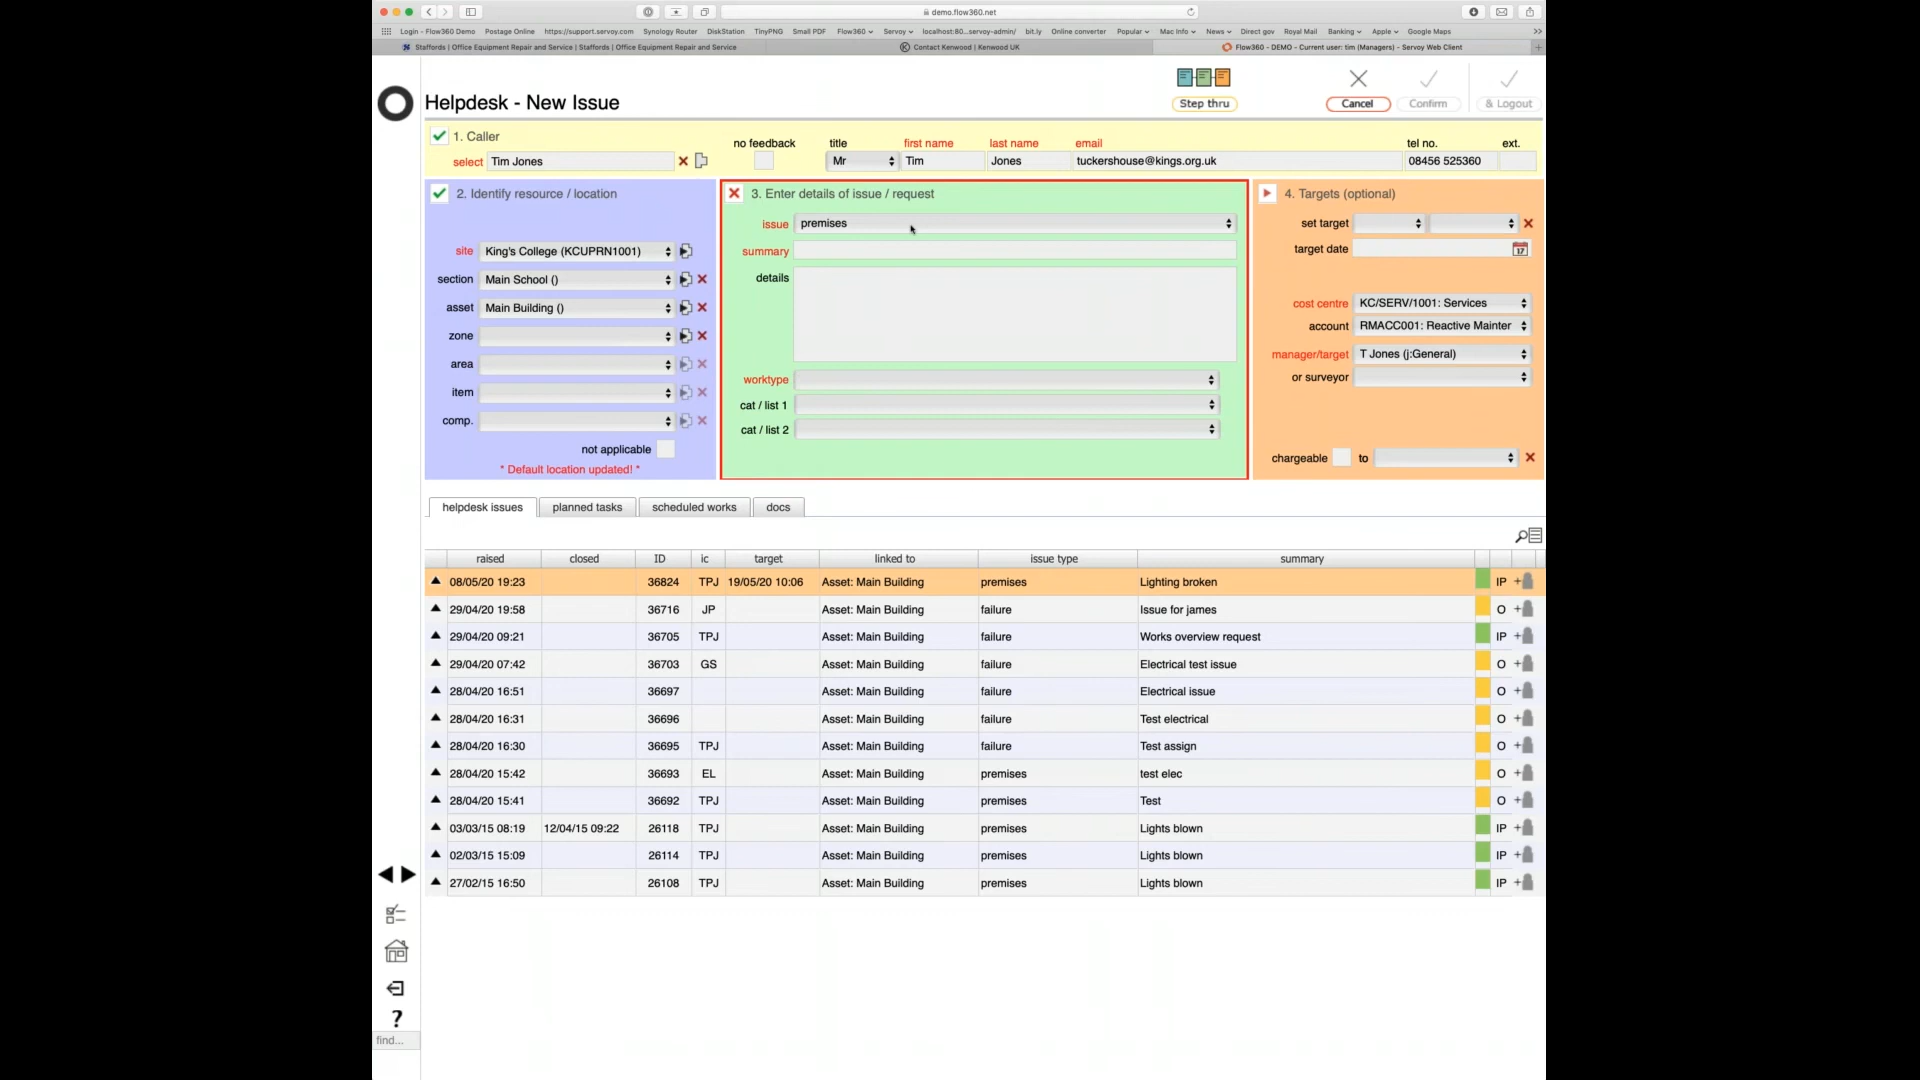 demo.flow360.net
Login - Flow360 Demo Postage Online https://support.servoy.com Synology Router DiskStation TinyPNG Small PDF Flow360 Servoy localhost:80...servoy-admin/ bit.ly Online converter Popular Mac Info News Direct gov Royal Mail Banking Apple Google Maps
Staffords | Office Equipment Repair and Service | Staffords | Office Equipment Repair and Service Contact Kenwood | Kenwood UK Flow360 - DEMO - Current user: tim (Managers) - Servoy Web Client
Helpdesk - New Issue Step thru Cancel Confirm & Logout
1. Caller
no feedback title first name last name email tel no. ext.
select Tim Jones Mr Tim Jones tuckershouse@kings.org.uk 08456 525360
2. Identify resource / location
site King's College (KCUPRN1001)
section Main School ()
asset Main Building ()
zone
area
item
comp.
not applicable
* Default location updated! *
3. Enter details of issue / request
issue premises
summary
details
worktype
cat / list 1
cat / list 2
4. Targets (optional)
set target
target date 17
cost centre KC/SERV/1001: Services
account RMACC001: Reactive Mainter
manager/target T Jones (j:General)
or surveyor
chargeable to
helpdesk issues planned tasks scheduled works docs
raised closed ID ic target linked to issue type summary
08/05/20 19:23 36824 TPJ 19/05/20 10:06 Asset: Main Building premises Lighting broken IP +
29/04/20 19:58 36716 JP Asset: Main Building failure Issue for james O +
29/04/20 09:21 36705 TPJ Asset: Main Building failure Works overview request IP +
29/04/20 07:42 36703 GS Asset: Main Building failure Electrical test issue O +
28/04/20 16:51 36697 Asset: Main Building failure Electrical issue O +
28/04/20 16:31 36696 Asset: Main Building failure Test electrical O +
28/04/20 16:30 36695 TPJ Asset: Main Building failure Test assign O +
28/04/20 15:42 36693 EL Asset: Main Building premises test elec O +
28/04/20 15:41 36692 TPJ Asset: Main Building premises Test O +
03/03/15 08:19 12/04/15 09:22 26118 TPJ Asset: Main Building premises Lights blown IP +
02/03/15 15:09 26114 TPJ Asset: Main Building premises Lights blown IP +
27/02/15 16:50 26108 TPJ Asset: Main Building premises Lights blown IP +
?
find...